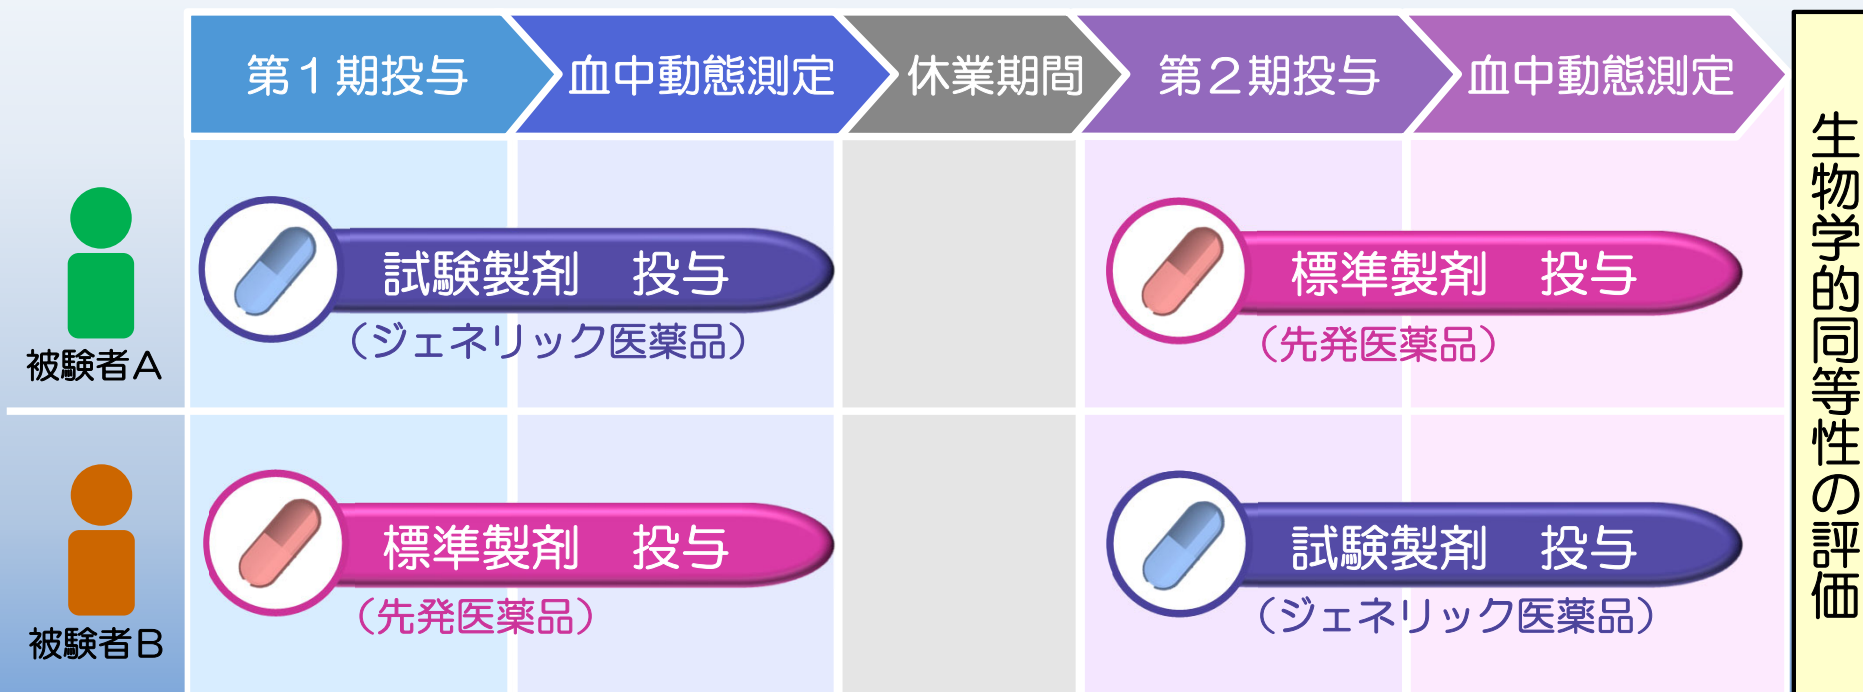 第１期投与
血中動態測定
休業期間
第２期投与
血中動態測定
被験者A
試験製剤　投与
（ジェネリック医薬品）
標準製剤　投与
（先発医薬品）
被験者B
標準製剤　投与
（先発医薬品）
試験製剤　投与
（ジェネリック医薬品）
生物学的同等性の評価